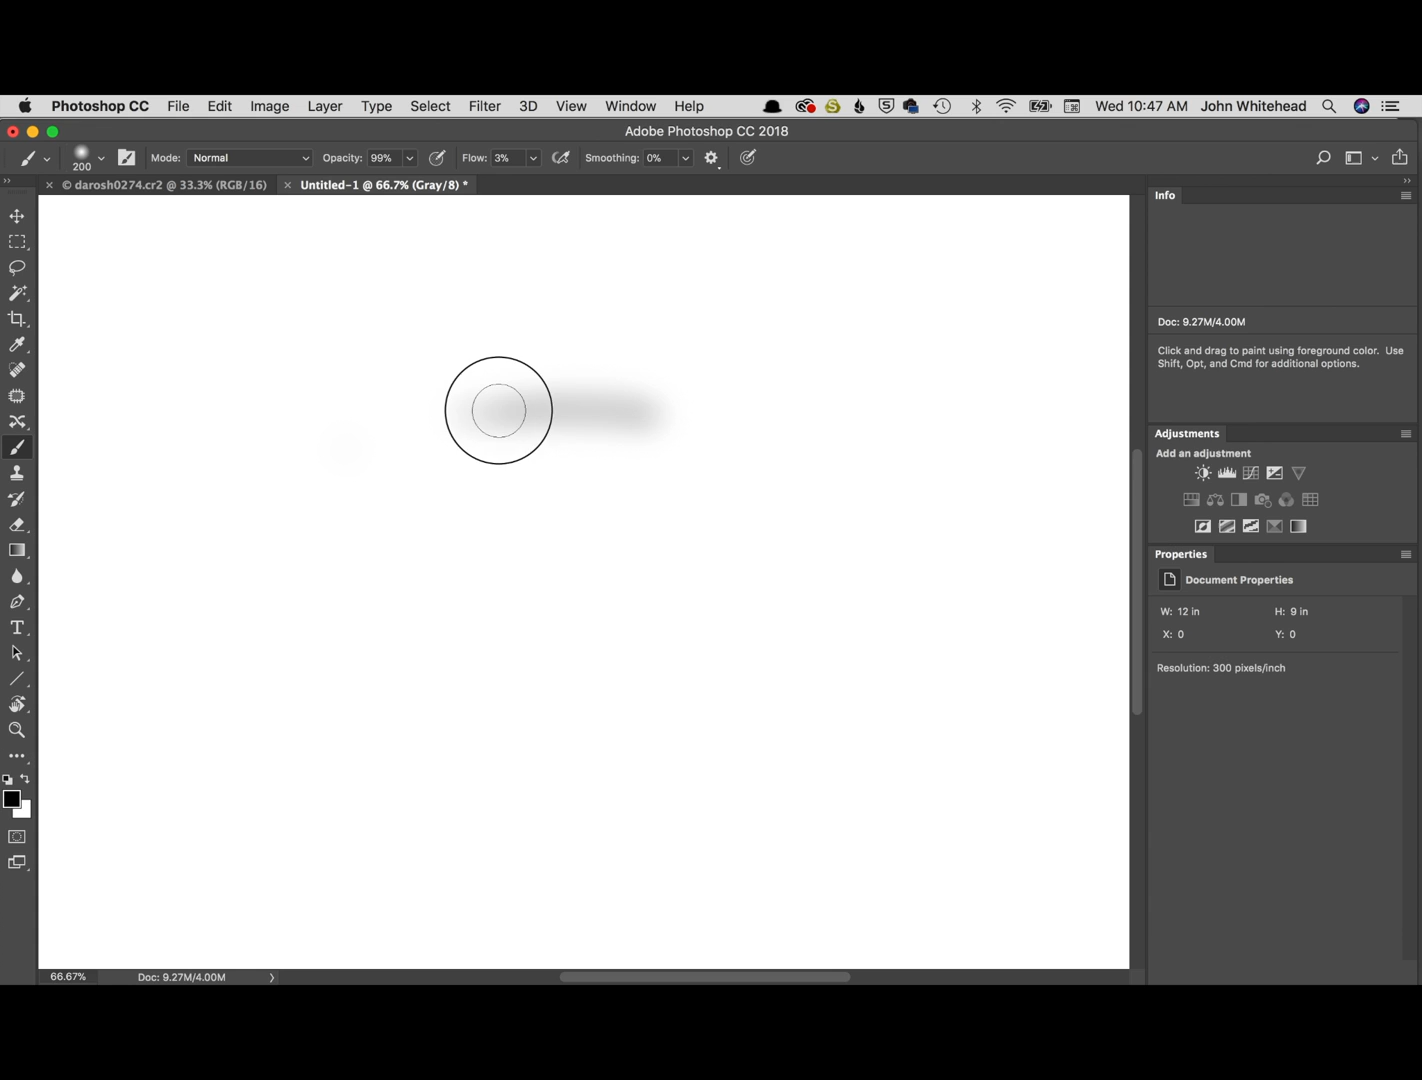 Photoshop CC File Edit Image Layer Type Select Filter 3D View Window Help Wed 10:47 AM John Whitehead
Adobe Photoshop CC 2018
200 Mode: Normal Opacity: 99% Flow: 3% Smoothing: 0%
© darosh0274.cr2 @ 33.3% (RGB/16) Untitled-1 @ 66.7% (Gray/8) *
Info
Doc: 9.27M/4.00M
Click and drag to paint using foreground color. Use
Shift, Opt, and Cmd for additional options.
Adjustments
Add an adjustment
Properties
Document Properties
W: 12 in H: 9 in
X: 0 Y: 0
Resolution: 300 pixels/inch
66.67% Doc: 9.27M/4.00M